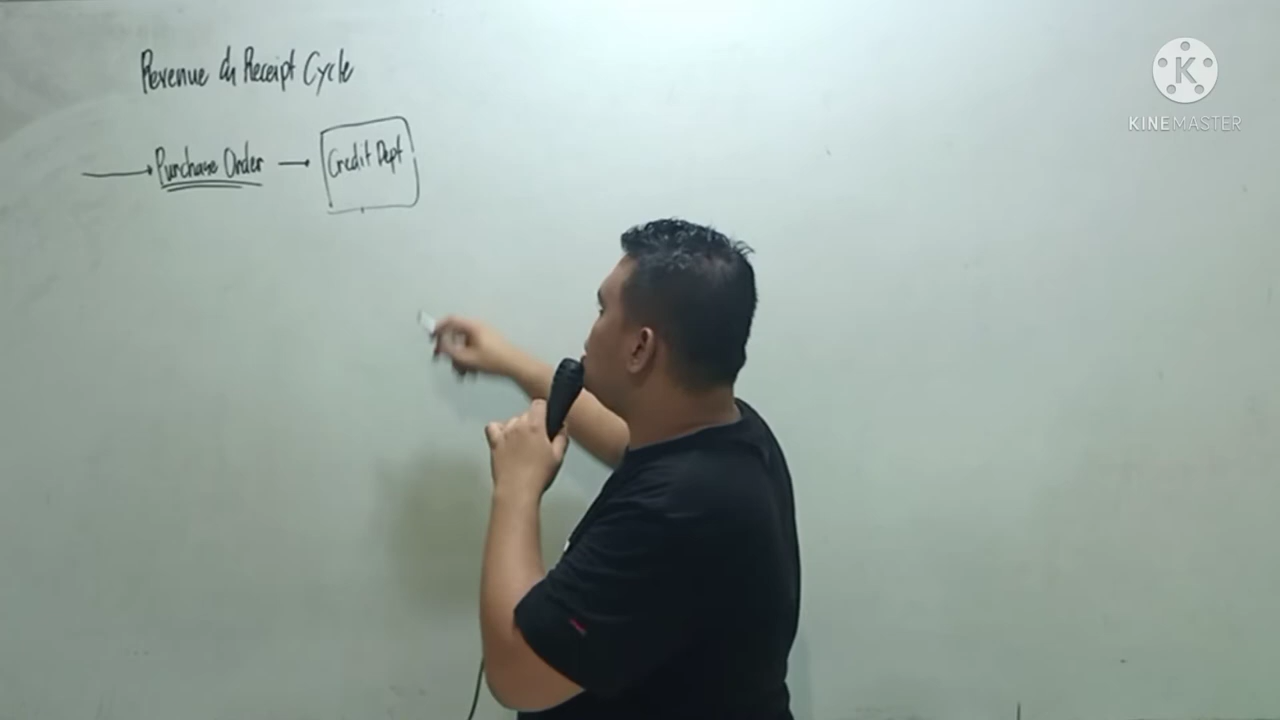 Revenue & Receipt Cycle
Purchase Order → Credit Dept
K
KINEMASTER